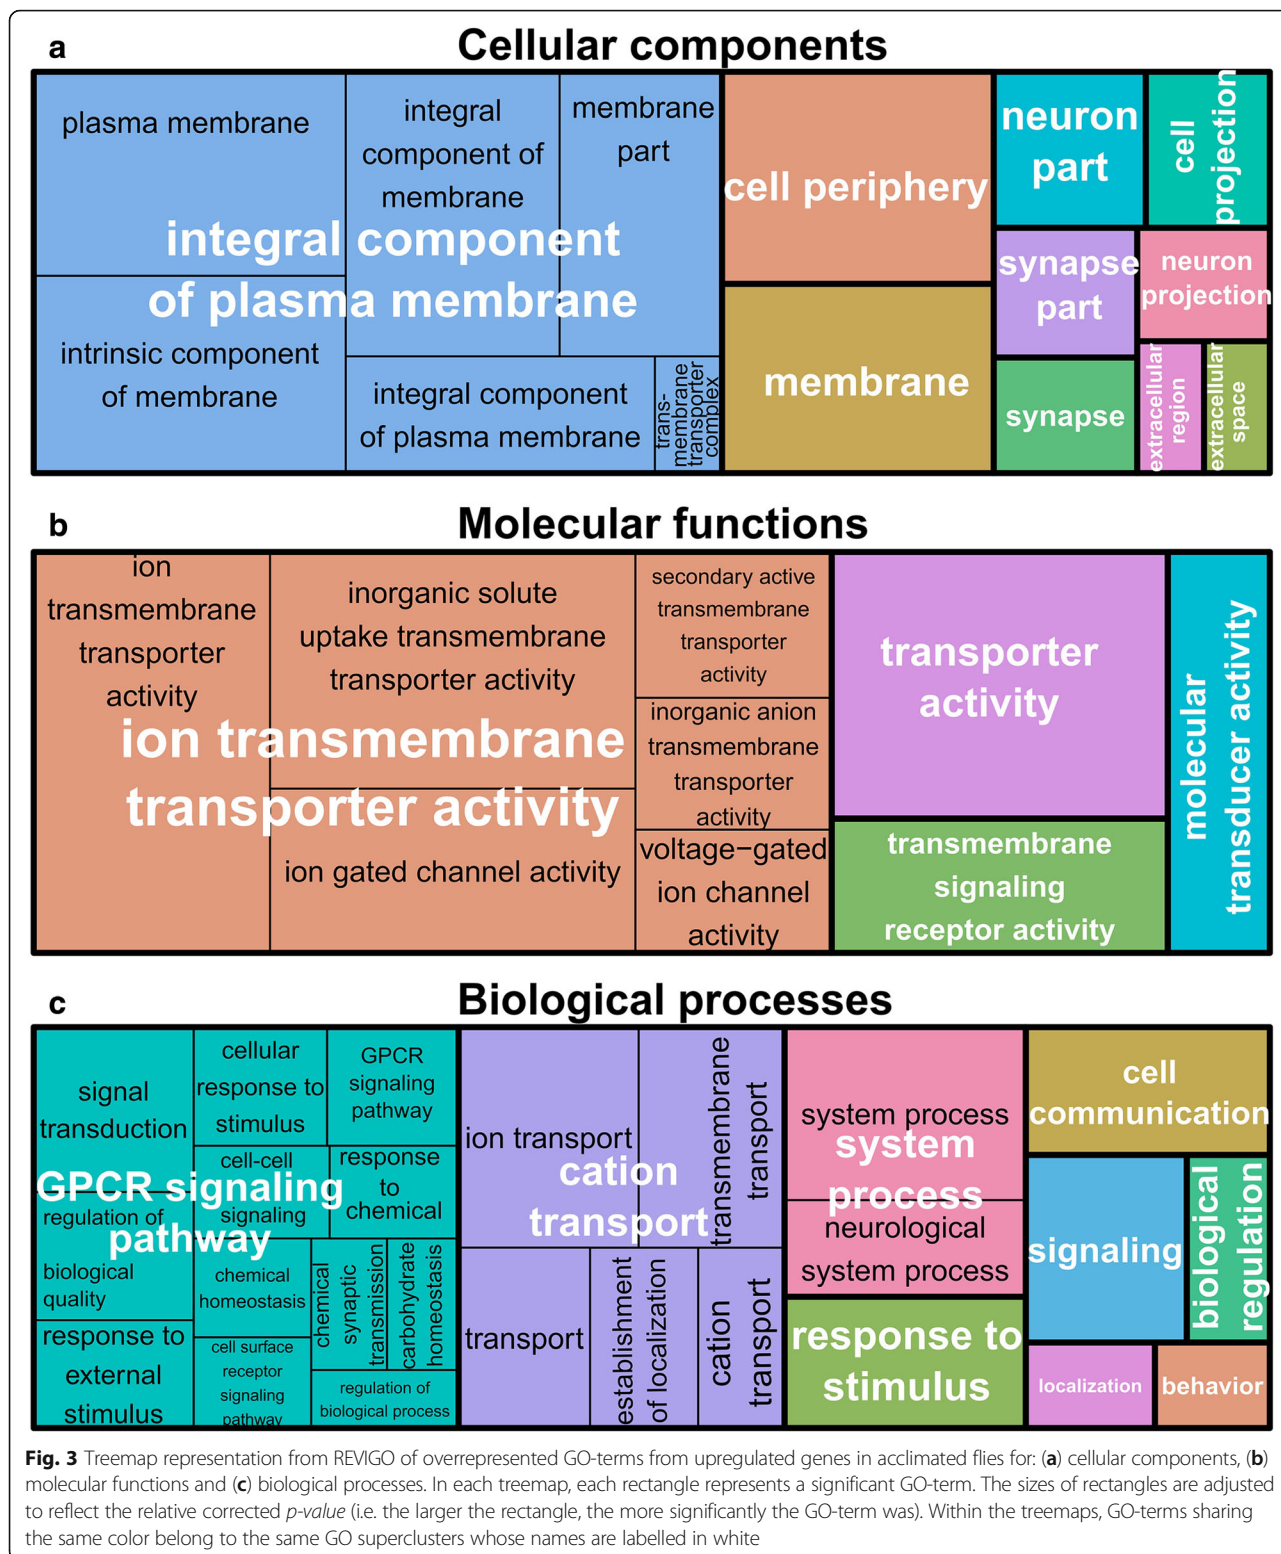 a
Cellular components
plasma membrane
integral
component of
membrane
membrane
part
integral component
of plasma membrane
intrinsic component
of membrane
integral component
of plasma membrane
trans-
membrane
transporter
complex
cell periphery
membrane
neuron
part
cell
projection
synapse
part
neuron
projection
synapse
extracellular
region
extracellular
space
b
Molecular functions
ion
transmembrane
transporter
activity
inorganic solute
uptake transmembrane
transporter activity
secondary active
transmembrane
transporter
activity
ion transmembrane
transporter activity
inorganic anion
transmembrane
transporter
activity
ion gated channel activity
voltage−gated
ion channel
activity
transporter
activity
transmembrane
signaling
receptor activity
molecular
transducer activity
c
Biological processes
signal
transduction
cellular
response to
stimulus
GPCR
signaling
pathway
cell-cell
signaling
response
to
chemical
GPCR signaling
pathway
regulation of
biological
quality
chemical
homeostasis
chemical
synaptic
transmission
carbohydrate
homeostasis
response to
external
stimulus
cell surface
receptor
signaling
pathway
regulation of
biological process
ion transport
transmembrane
transport
cation
transport
transport
establishment
of localization
cation
transport
system process
system
process
neurological
system process
response to
stimulus
cell
communication
signaling
biological
regulation
localization
behavior
Fig. 3 Treemap representation from REVIGO of overrepresented GO-terms from upregulated genes in acclimated flies for: (a) cellular components, (b)
molecular functions and (c) biological processes. In each treemap, each rectangle represents a significant GO-term. The sizes of rectangles are adjusted
to reflect the relative corrected p-value (i.e. the larger the rectangle, the more significantly the GO-term was). Within the treemaps, GO-terms sharing
the same color belong to the same GO superclusters whose names are labelled in white